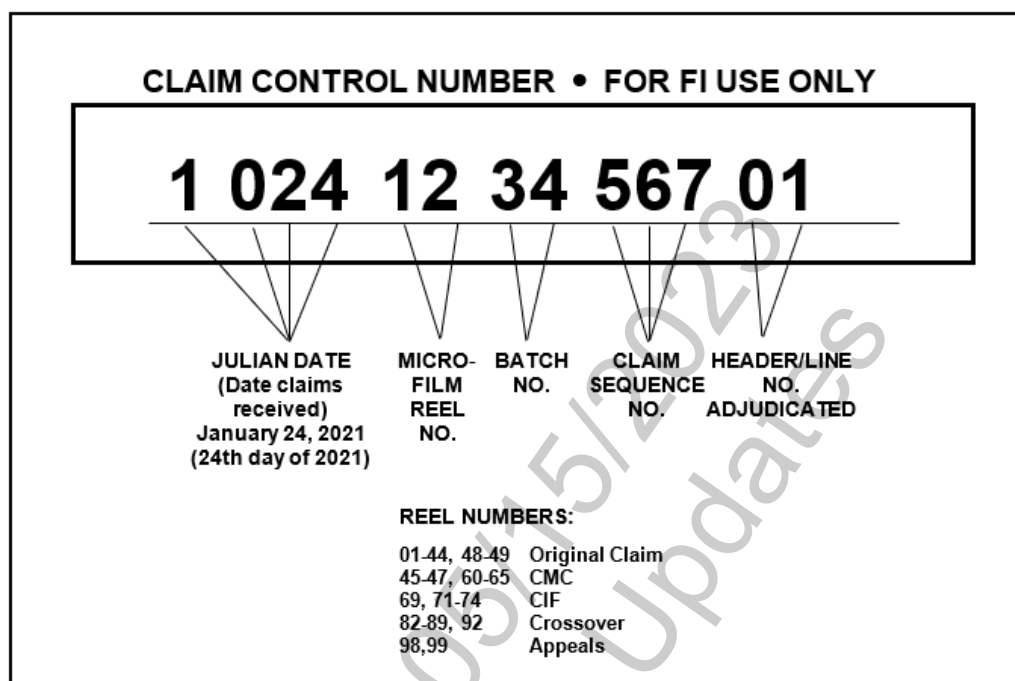 CLAIM CONTROL NUMBER • FOR FI USE ONLY
1 024 12 34 567 01
JULIAN DATE
(Date claims
received)
January 24, 2021
(24th day of 2021)
MICRO-
FILM
REEL
NO.
BATCH
NO.
CLAIM
SEQUENCE
NO.
HEADER/LINE
NO.
ADJUDICATED
REEL NUMBERS:
01-44, 48-49 Original Claim
45-47, 60-65 CMC
69, 71-74 CIF
82-89, 92 Crossover
98,99 Appeals
05/15/2023
Updates